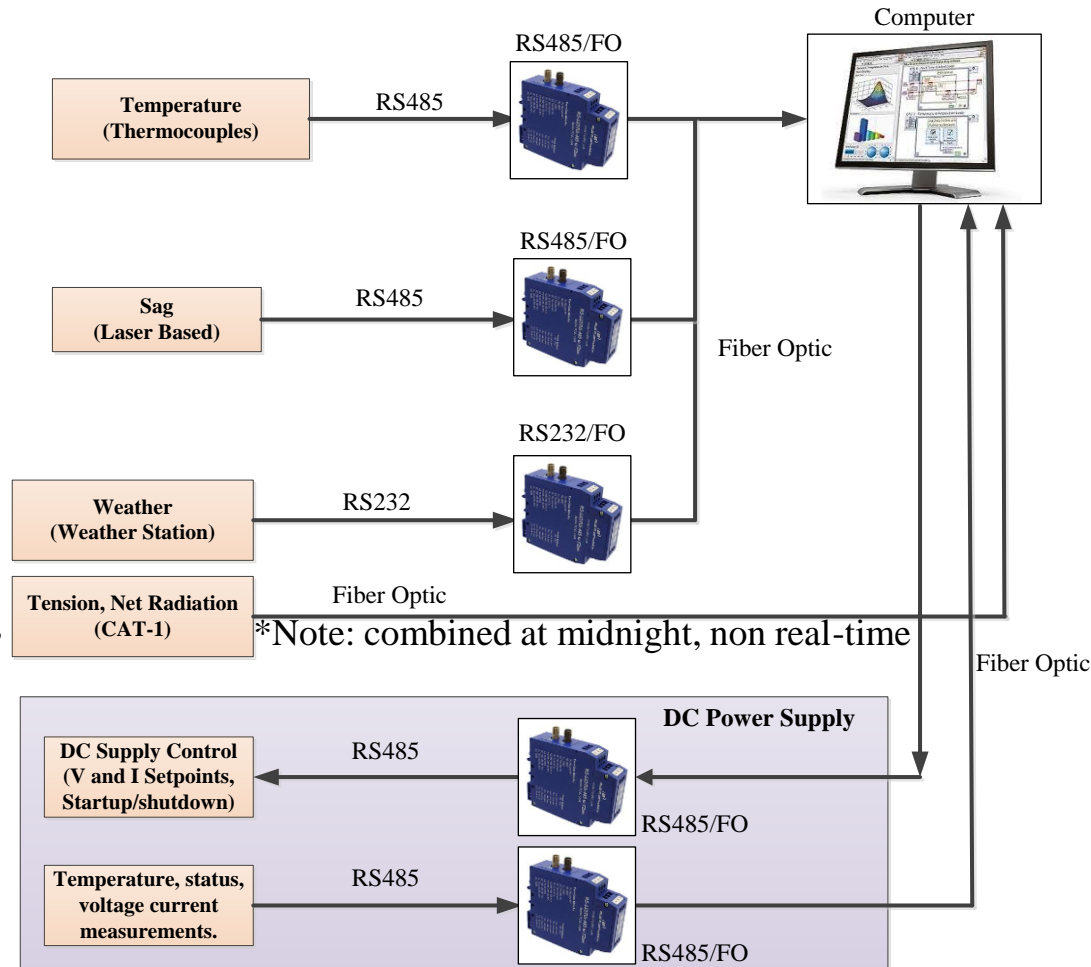 Computer
RS485/FO
Temperature
(Thermocouples)
RS485
RS485/FO
Sag
(Laser Based)
RS485
Fiber Optic
RS232/FO
Weather
(Weather Station)
RS232
Tension, Net Radiation
(CAT-1)
Fiber Optic
*Note: combined at midnight, non real-time
Fiber Optic
DC Power Supply
DC Supply Control
(V and I Setpoints,
Startup/shutdown)
RS485
RS485/FO
Temperature, status,
voltage current
measurements.
RS485
RS485/FO